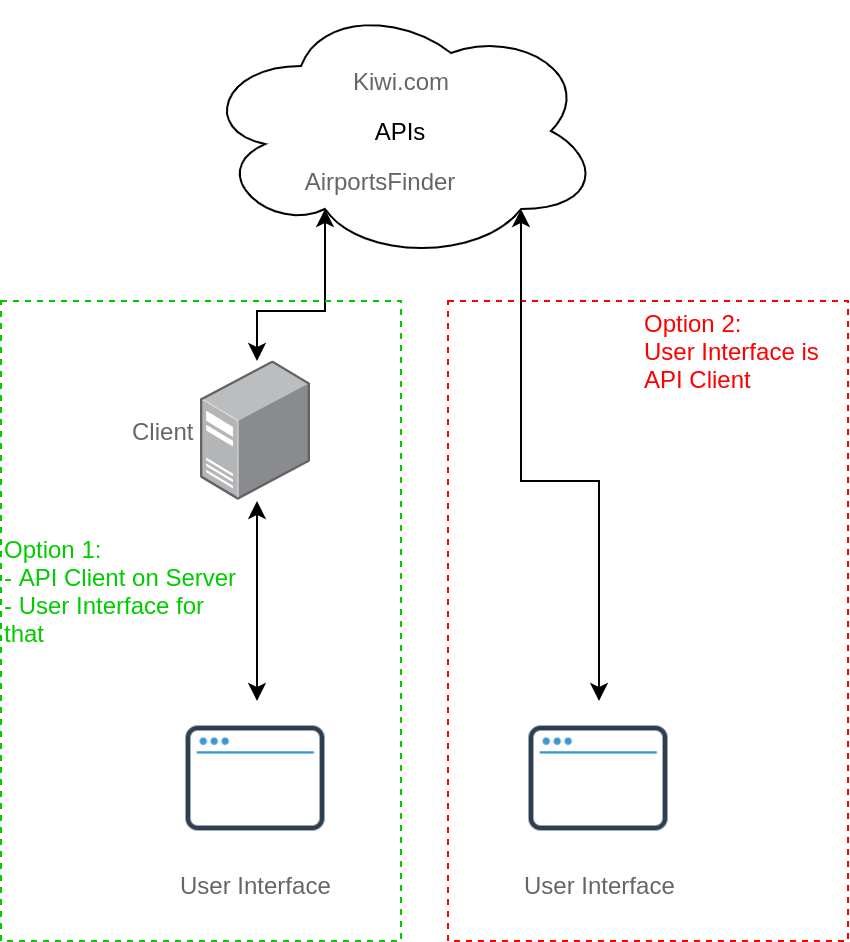 Kiwi.com
APIs
AirportsFinder
Option 2:
User Interface is
API Client
Client
Option 1:
- API Client on Server
- User Interface for
that
User Interface
User Interface